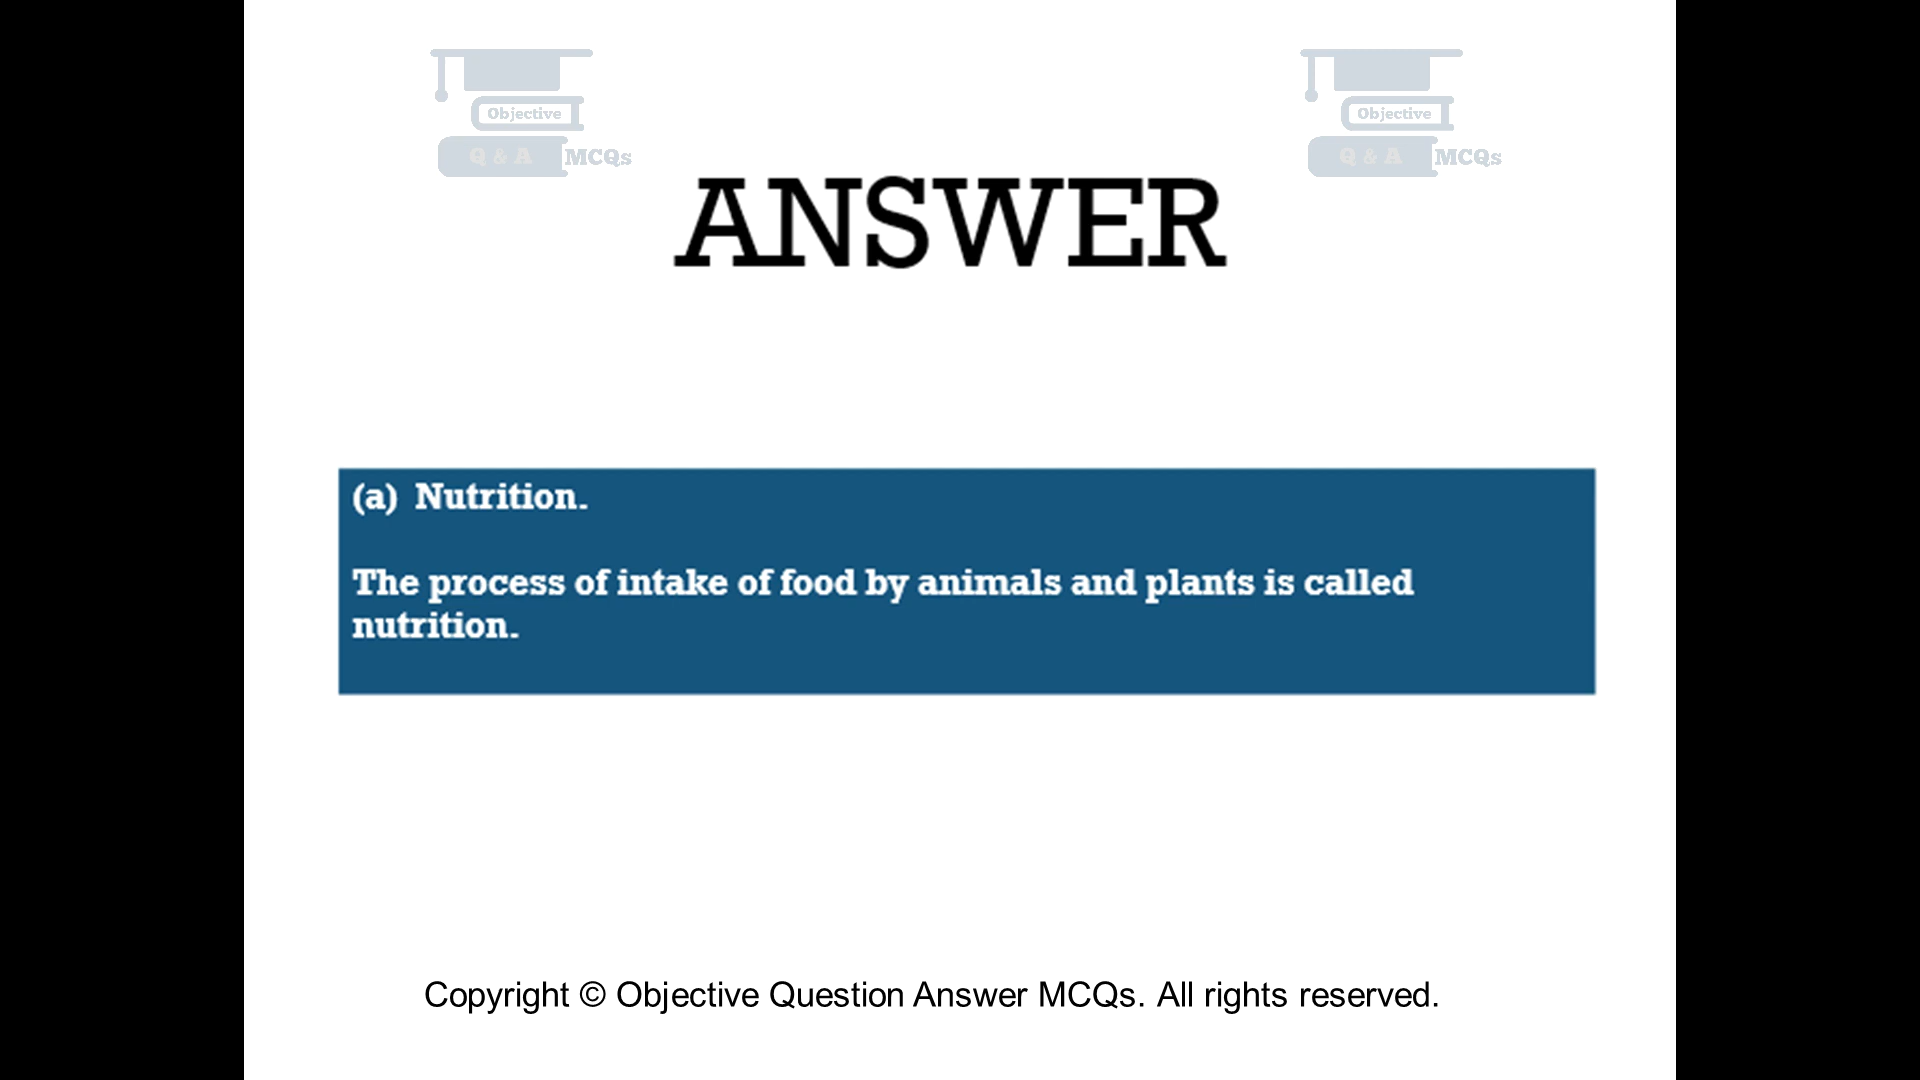 Objective
Q & A MCQs
Objective
Q & A MCQs
ANSWER
(a) Nutrition.
The process of intake of food by animals and plants is called
nutrition.
Copyright © Objective Question Answer MCQs. All rights reserved.